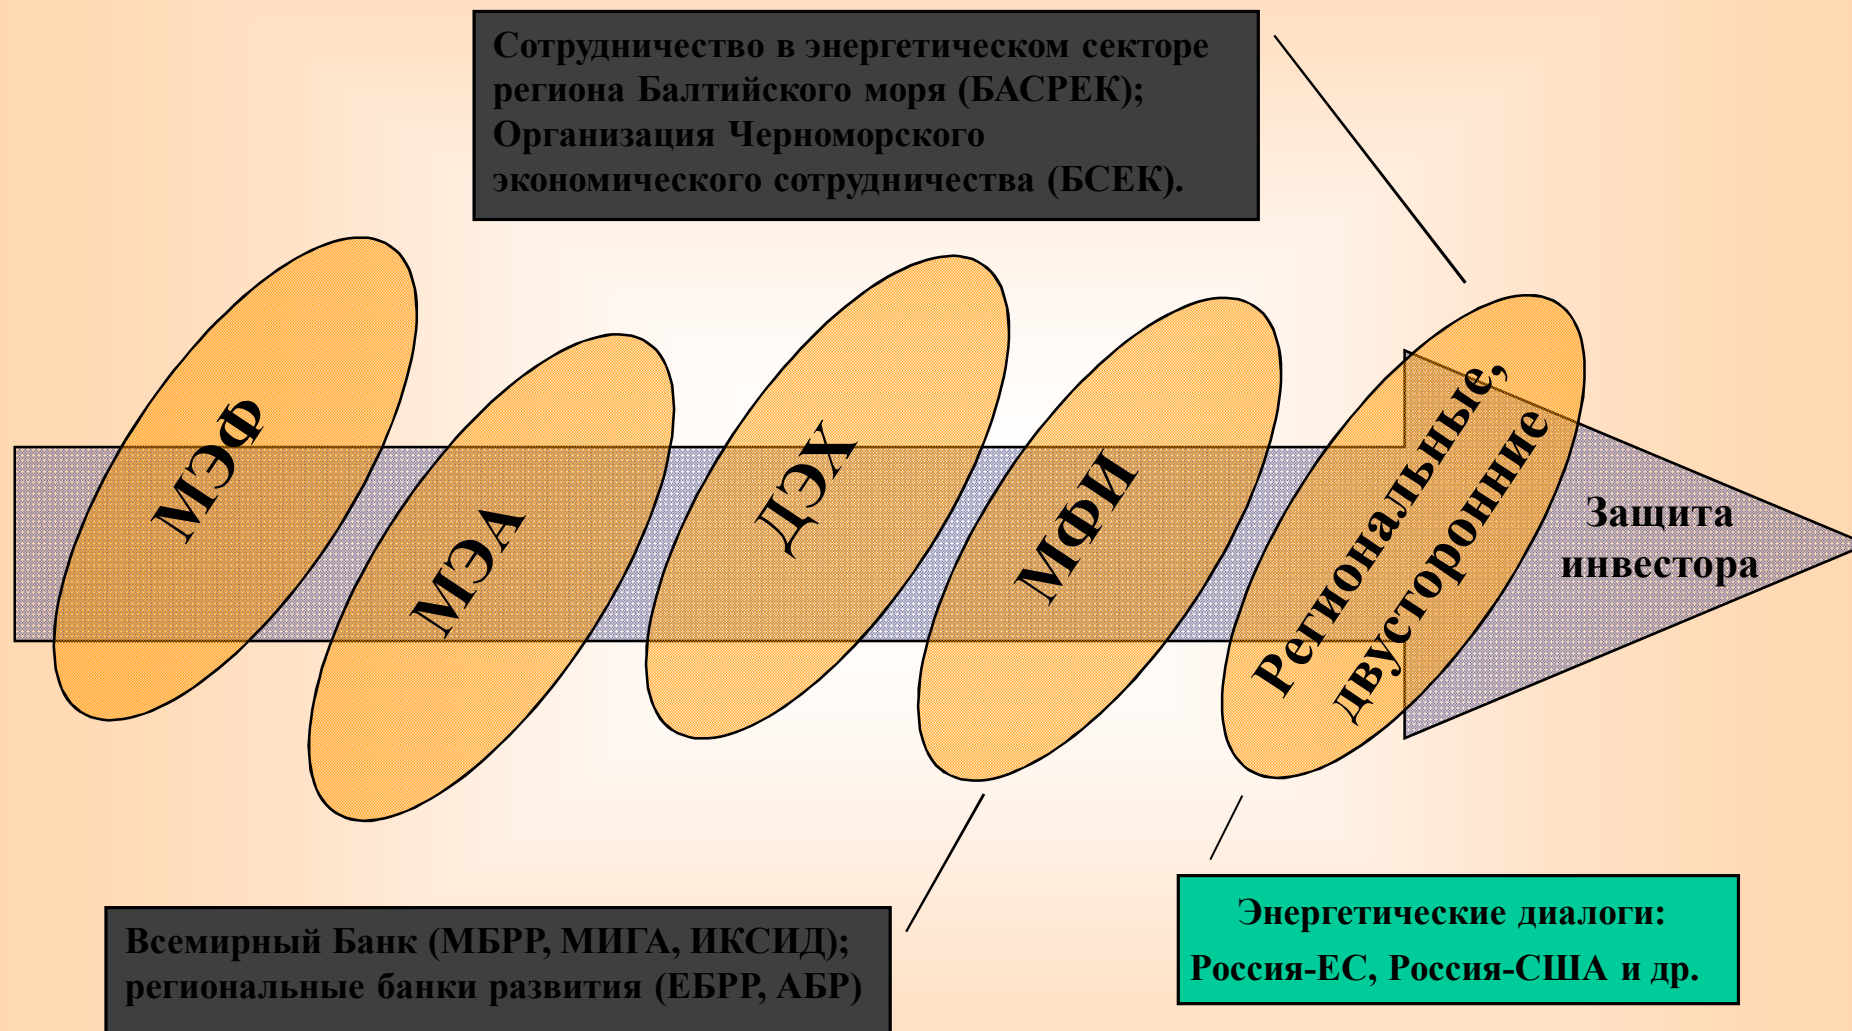 Сотрудничество в энергетическом секторе
региона Балтийского моря (БАСРЕК);
Организация Черноморского
экономического сотрудничества (БСЕК).
МЭФ
МЭА
ДЭХ
МФИ
Региональные,
двусторонние
Защита
инвестора
Всемирный Банк (МБРР, МИГА, ИКСИД);
региональные банки развития (ЕБРР, АБР)
Энергетические диалоги:
Россия-ЕС, Россия-США и др.